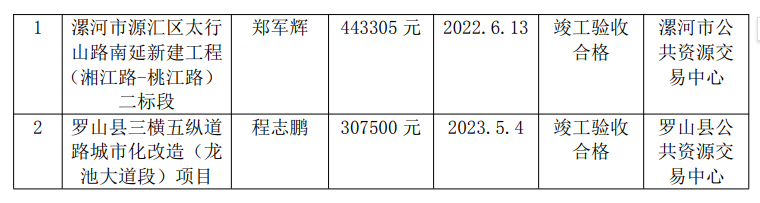 1 漯河市源汇区太行 郑军辉 443305 元 2022.6.13 竣工验收 漯河市公
山路南延新建工程 合格 共资源交
（湘江路-桃江路） 易中心
二标段
2 罗山县三横五纵道 程志鹏 307500 元 2023.5.4 竣工验收 罗山县公
路城市化改造（龙 合格 共资源交
池大道段）项目 易中心